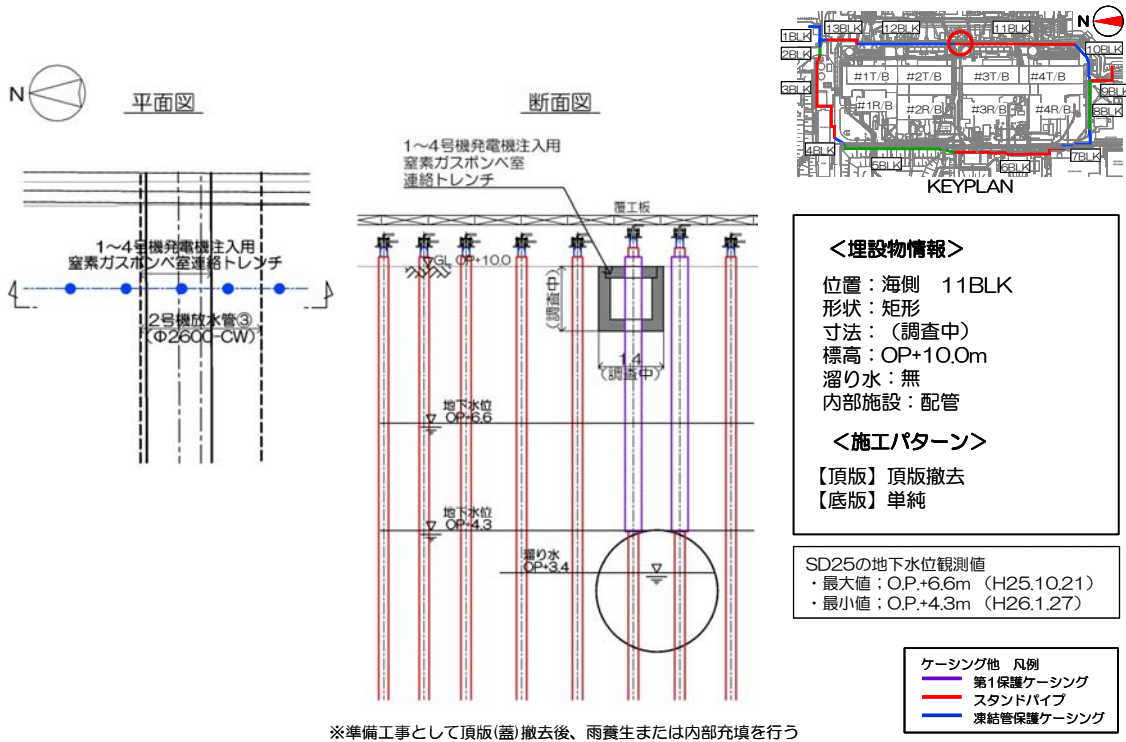 N
平面図
1～4号機発電機注入用
窒素ガスボンベ室連絡トレンチ
2号機放水管③
(Φ2600-CW)
断面図
1～4号機発電機注入用
窒素ガスボンベ室
連絡トレンチ
覆工板
GL OP+10.0
(調査中)
1.4
(調査中)
地下水位
OP+6.6
地下水位
OP+4.3
溜り水
OP+3.4
※準備工事として頂版(蓋)撤去後、雨養生または内部充填を行う
N
1BLK
2BLK
3BLK
4BLK
5BLK
6BLK
7BLK
8BLK
9BLK
10BLK
11BLK
12BLK
13BLK
#1T/B
#2T/B
#3T/B
#4T/B
#1R/B
#2R/B
#3R/B
#4R/B
KEYPLAN
＜埋設物情報＞
位置：海側　11BLK
形状：矩形
寸法：（調査中）
標高：OP+10.0m
溜り水：無
内部施設：配管
＜施工パターン＞
【頂版】頂版撤去
【底版】単純
SD25の地下水位観測値
・最大値；O.P.+6.6m （H25.10.21）
・最小値；O.P.+4.3m （H26.1.27）
ケーシング他　凡例
第1保護ケーシング
スタンドパイプ
凍結管保護ケーシング